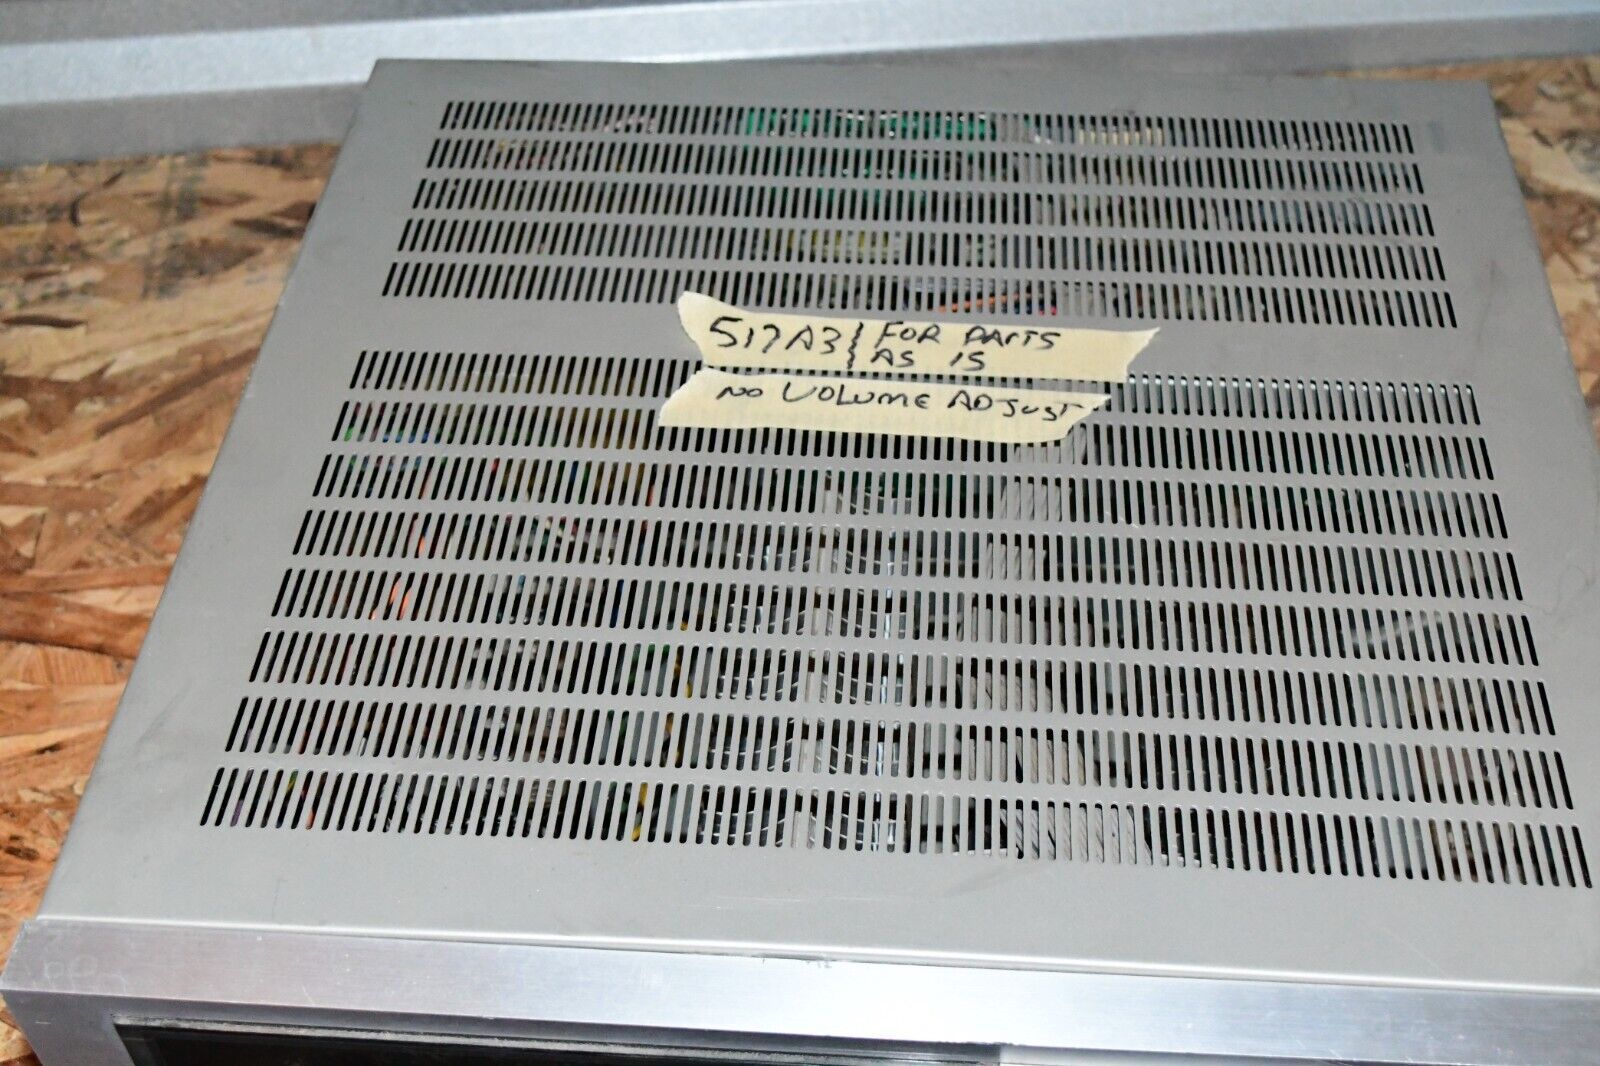 517A3 FOR PARTS
AS IS
NO VOLUME ADJUST